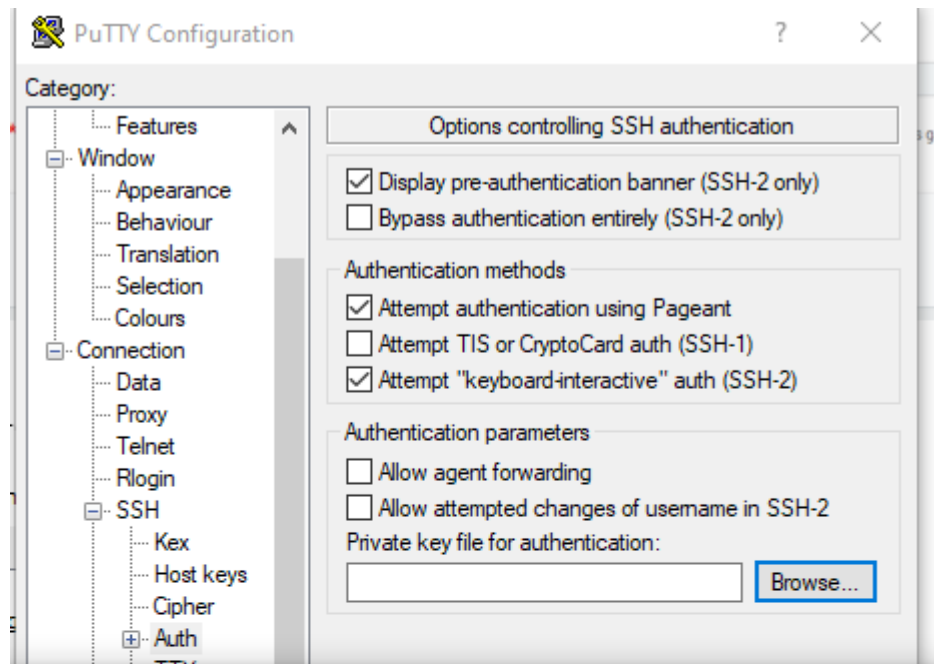 PuTTY Configuration
?
Category:
Features
Window
Appearance
Behaviour
Translation
Selection
Colours
Connection
Data
Proxy
Telnet
Rlogin
SSH
Kex
Host keys
Cipher
Auth
Options controlling SSH authentication
Display pre-authentication banner (SSH-2 only)
Bypass authentication entirely (SSH-2 only)
Authentication methods
Attempt authentication using Pageant
Attempt TIS or CryptoCard auth (SSH-1)
Attempt "keyboard-interactive" auth (SSH-2)
Authentication parameters
Allow agent forwarding
Allow attempted changes of username in SSH-2
Private key file for authentication:
Browse...